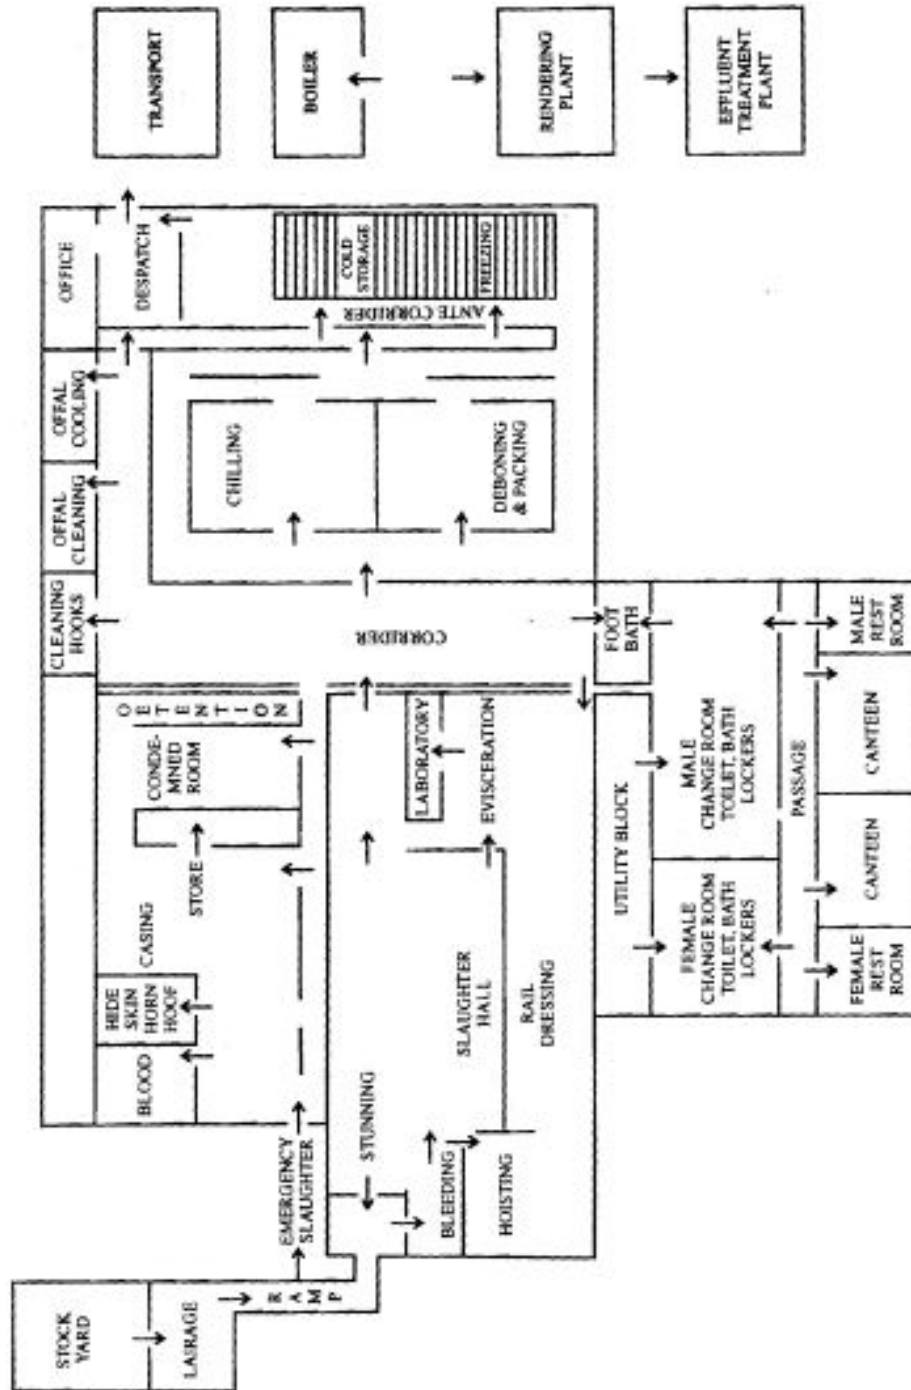 STOCK
YARD
CLEANING
HOOKS
OFFAL
CLEANING
OFFAL
COOLING
OFFICE
LAIRAGE
BLOOD
HIDE
SKIN
HORN
HOOF
CASING
STORE
CONDE-
MNED
ROOM
OETENTION
DESPATCH
TRANSPORT
RAMP
EMERGENCY
SLAUGHTER
CHILLING
BOILER
STUNNING
CORRIDER
ANTE CORRIDER
COLD
STORAGE
BLEEDING
HOISTING
SLAUGHTER
HALL
RAIL
DRESSING
LABORATORY
EVISCERATION
DEBONING
& PACKING
FREEZING
RENDERING
PLANT
UTILITY BLOCK
FOOT
BATH
FEMALE
CHANGE ROOM
TOILET, BATH
LOCKERS
MALE
CHANGE ROOM
TOILET, BATH
LOCKERS
EFFLUENT
TREATMENT
PLANT
PASSAGE
FEMALE
REST
ROOM
CANTEEN
CANTEEN
MALE
REST
ROOM